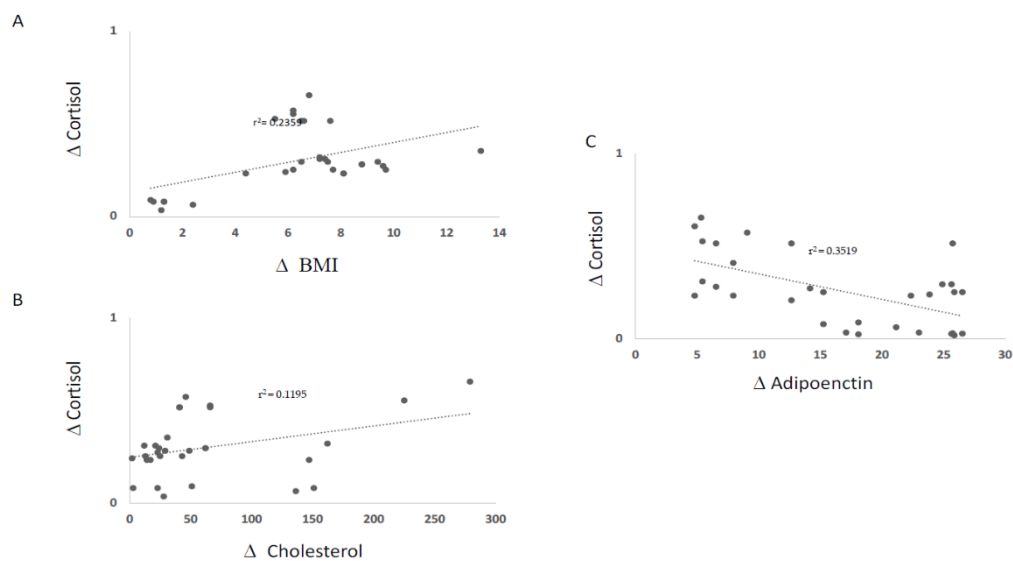 A
1
Δ Cortisol
r²= 0.2359
0
0 2 4 6 8 10 12 14
Δ BMI
B
1
Δ Cortisol
r²= 0.1195
0
0 50 100 150 200 250 300
Δ Cholesterol
C
1
Δ Cortisol
r²= 0.3519
0
0 5 10 15 20 25 30
Δ Adipoenctin